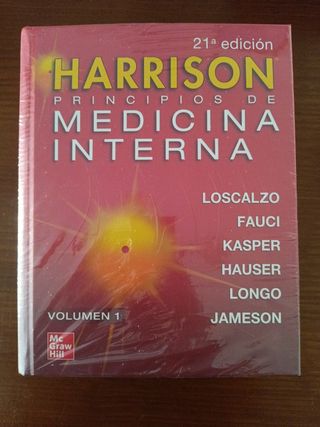 21ª edición
HARRISON
PRINCIPIOS DE
MEDICINA
INTERNA
LOSCALZO
FAUCI
KASPER
HAUSER
LONGO
JAMESON
VOLUMEN 1
Mc
Graw
Hill